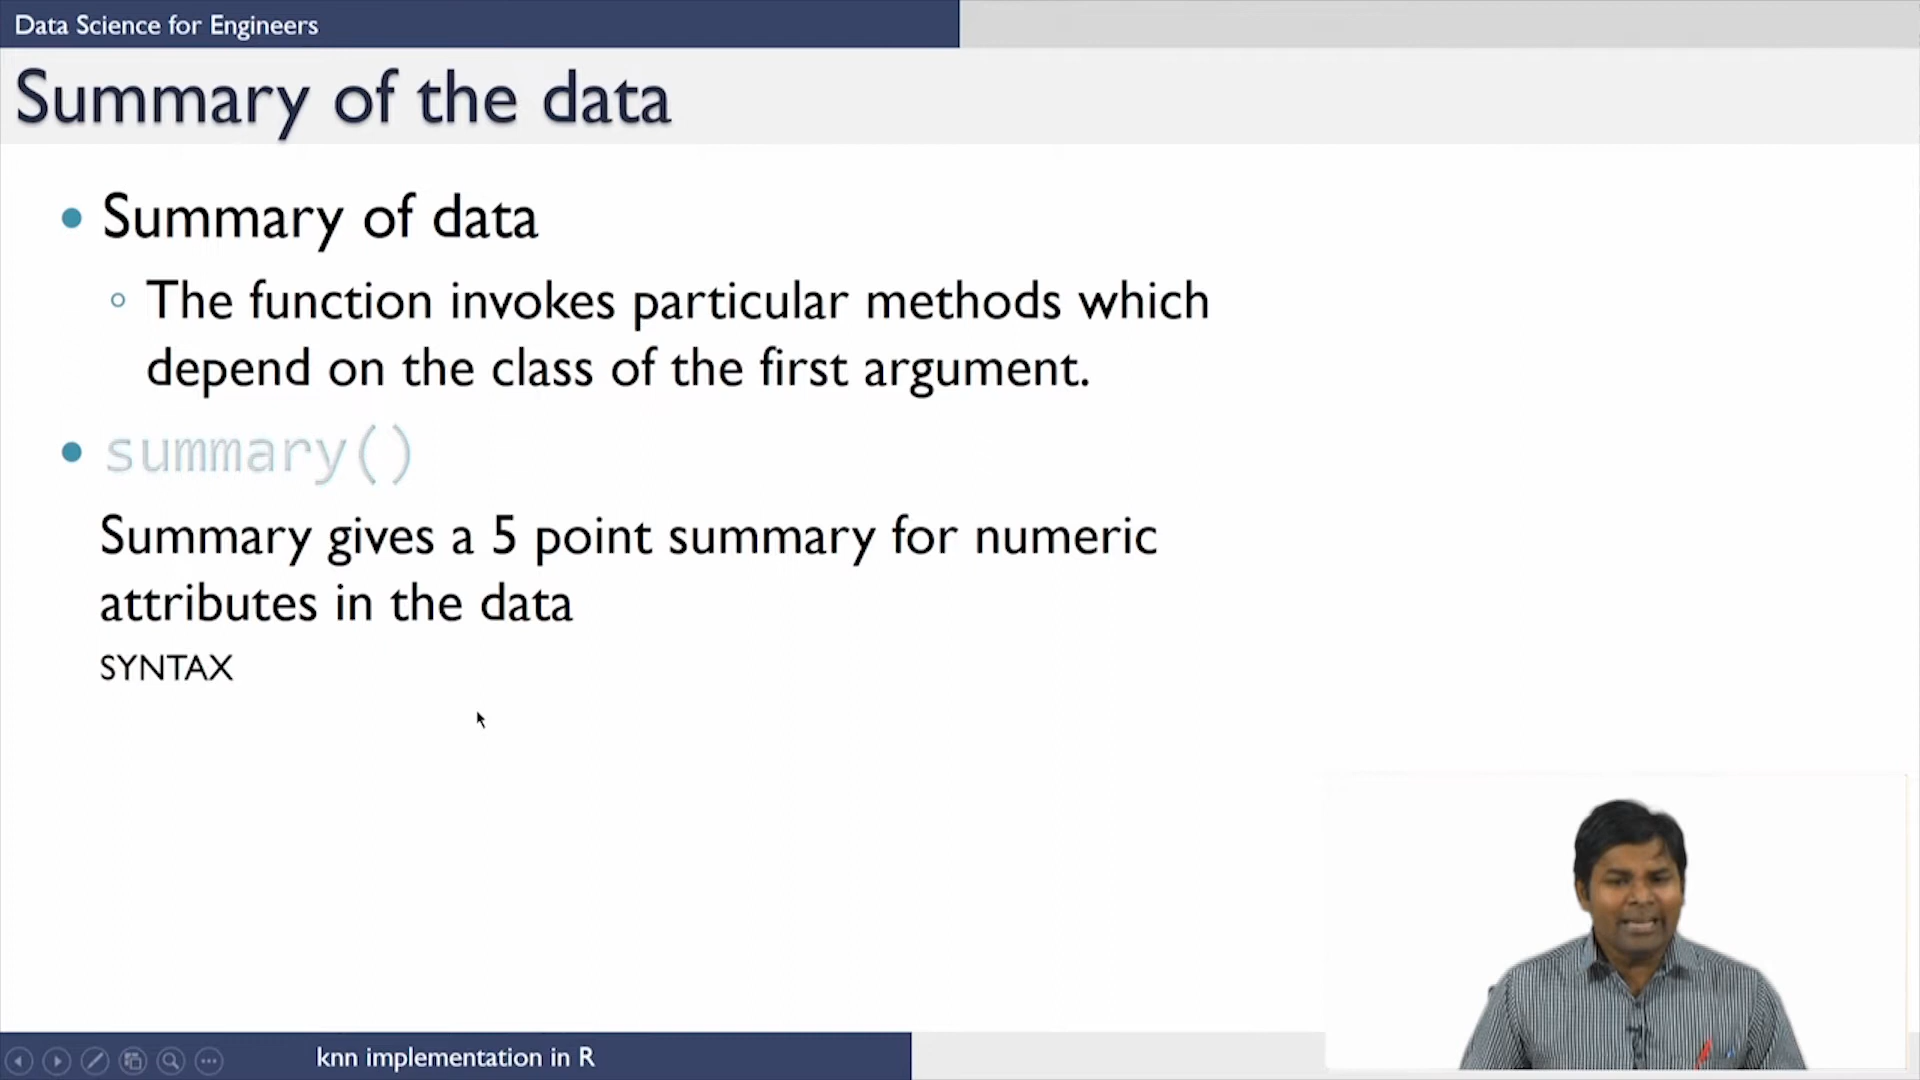 Data Science for Engineers
Summary of the data
Summary of data
The function invokes particular methods which
depend on the class of the first argument.
summary()
Summary gives a 5 point summary for numeric
attributes in the data
SYNTAX
knn implementation in R